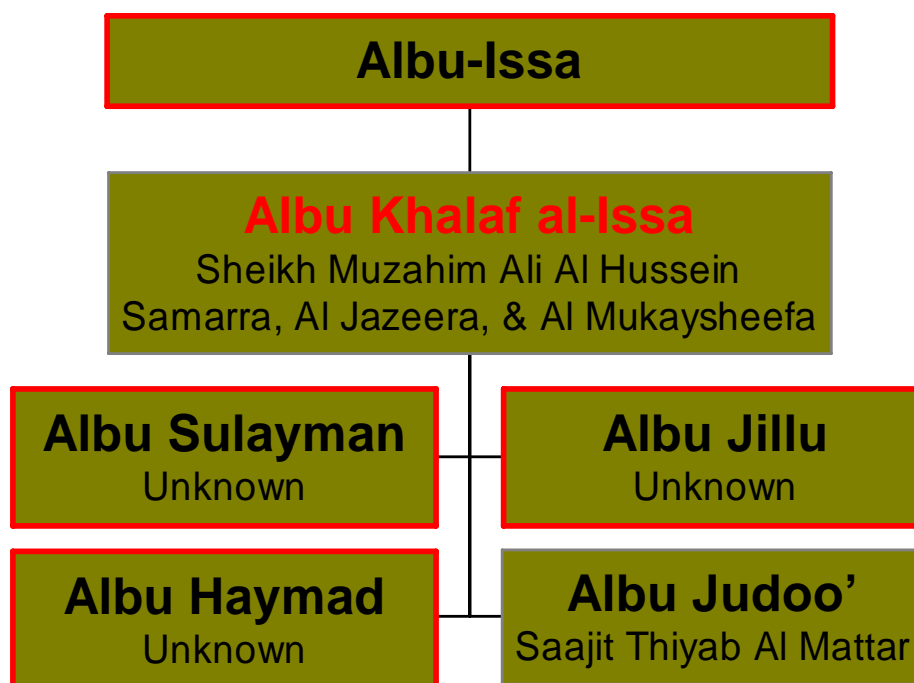 Albu-Issa
Albu Khalaf al-Issa
Sheikh Muzahim Ali Al Hussein
Samarra, Al Jazeera, & Al Mukaysheefa
Albu Sulayman
Unknown
Albu Jillu
Unknown
Albu Haymad
Unknown
Albu Judoo’
Saajit Thiyab Al Mattar